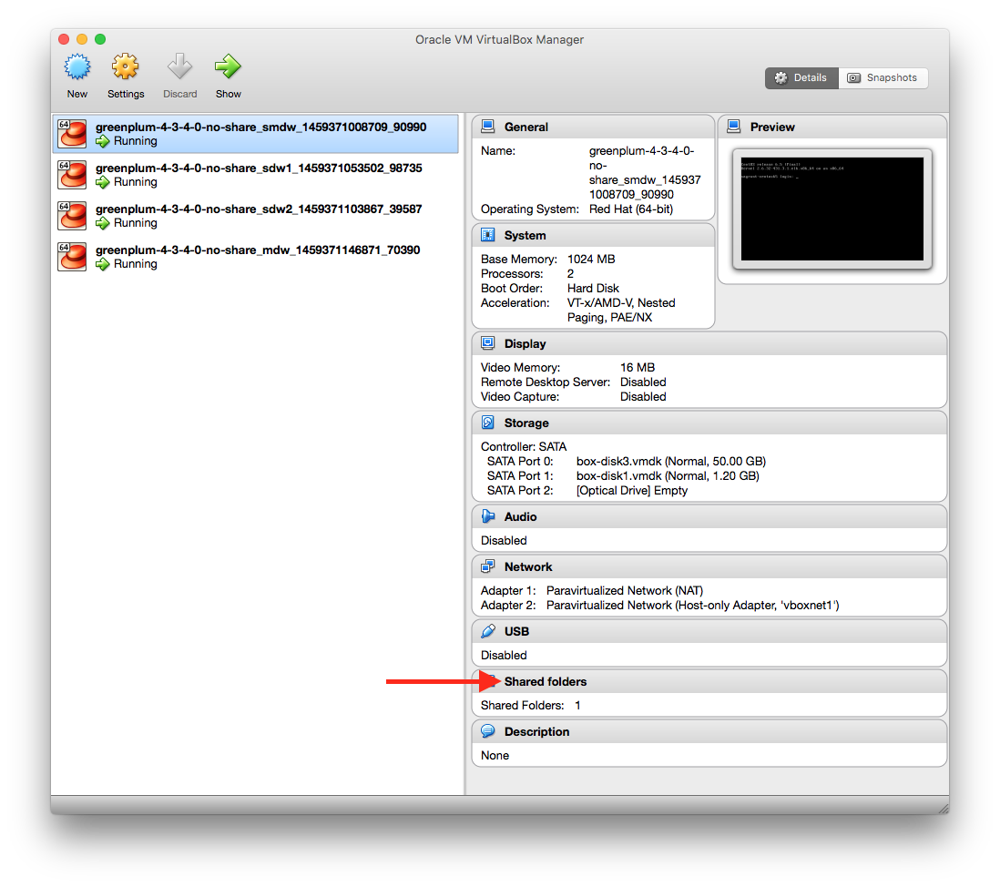 Oracle VM VirtualBox Manager
New
Settings
Discard
Show
Details
Snapshots
64
greenplum-4-3-4-0-no-share_smdw_1459371008709_90990
Running
64
greenplum-4-3-4-0-no-share_sdw1_1459371053502_98735
Running
64
greenplum-4-3-4-0-no-share_sdw2_1459371103867_39587
Running
64
greenplum-4-3-4-0-no-share_mdw_1459371146871_70390
Running
General
Name: greenplum-4-3-4-0-
no-
share_smdw_145937
1008709_90990
Operating System: Red Hat (64-bit)
Preview
System
Base Memory: 1024 MB
Processors: 2
Boot Order: Hard Disk
Acceleration: VT-x/AMD-V, Nested
Paging, PAE/NX
Display
Video Memory: 16 MB
Remote Desktop Server: Disabled
Video Capture: Disabled
Storage
Controller: SATA
SATA Port 0: box-disk3.vmdk (Normal, 50.00 GB)
SATA Port 1: box-disk1.vmdk (Normal, 1.20 GB)
SATA Port 2: [Optical Drive] Empty
Audio
Disabled
Network
Adapter 1: Paravirtualized Network (NAT)
Adapter 2: Paravirtualized Network (Host-only Adapter, 'vboxnet1')
USB
Disabled
Shared folders
Shared Folders: 1
Description
None